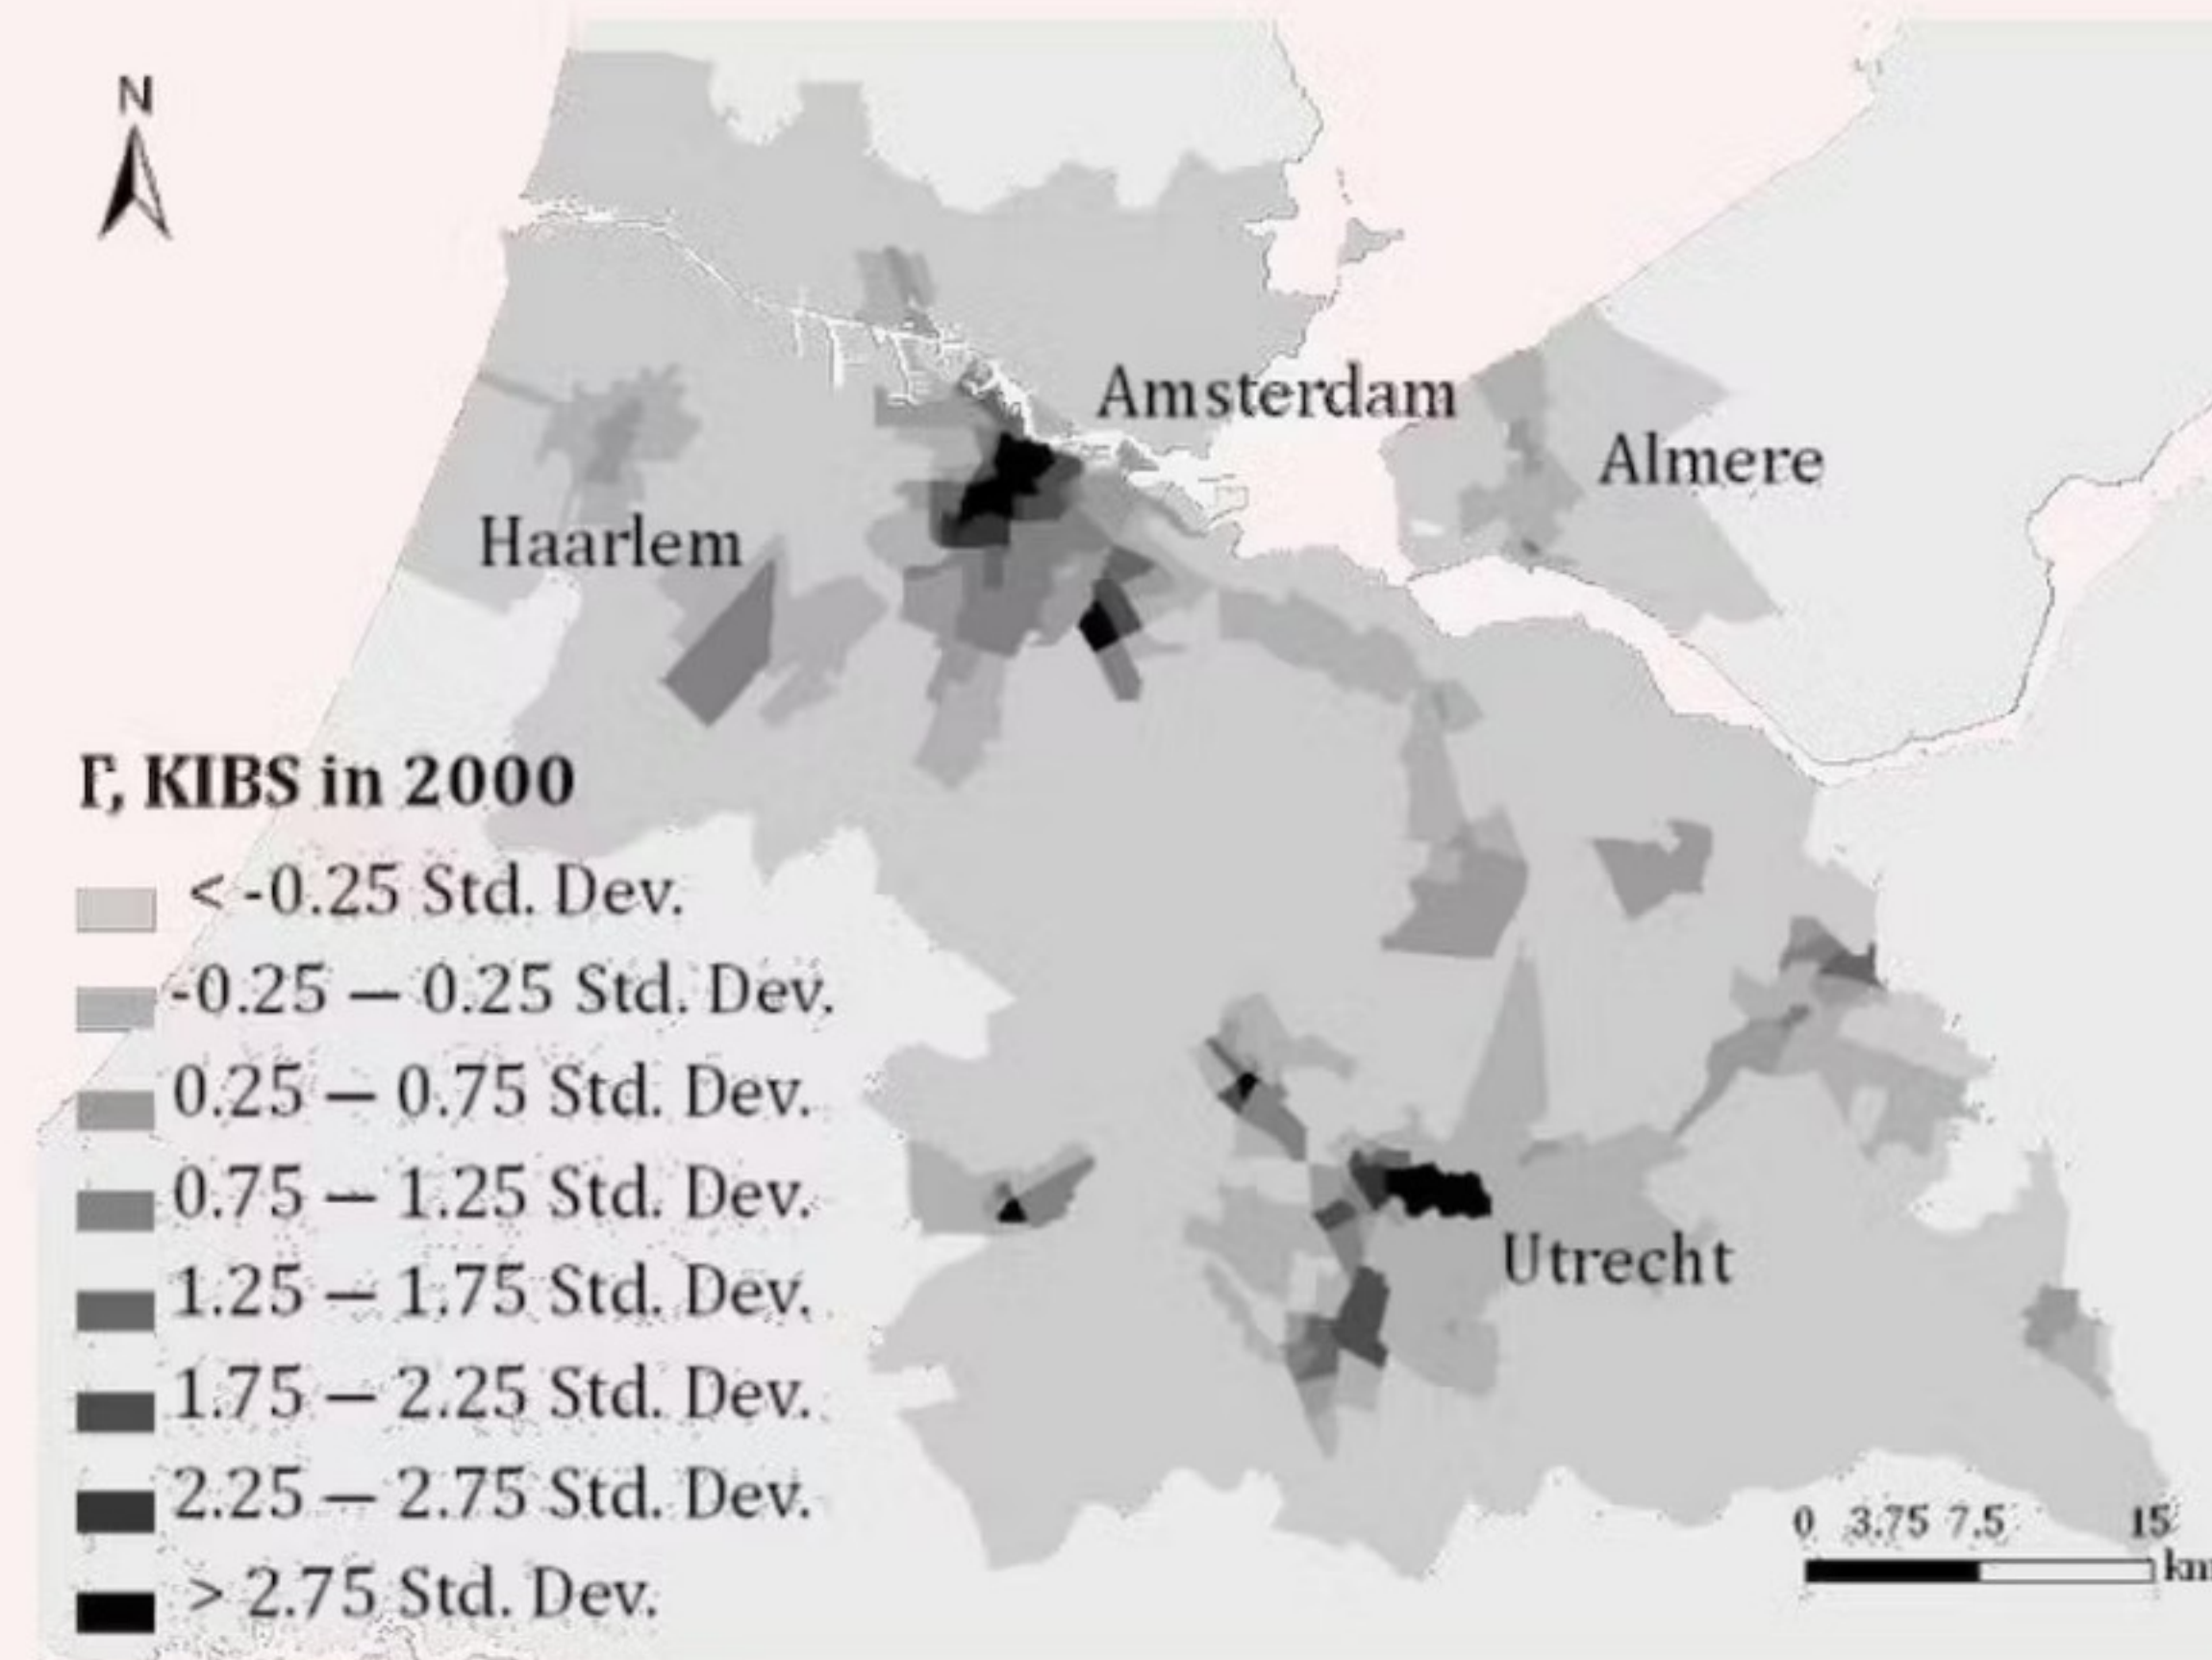 N
Amsterdam
Almere
Haarlem
Γ, KIBS in 2000
< -0.25 Std. Dev.
-0.25 – 0.25 Std. Dev.
0.25 – 0.75 Std. Dev.
0.75 – 1.25 Std. Dev.
1.25 – 1.75 Std. Dev.
1.75 – 2.25 Std. Dev.
2.25 – 2.75 Std. Dev.
> 2.75 Std. Dev.
Utrecht
0 3.75 7.5 15
km